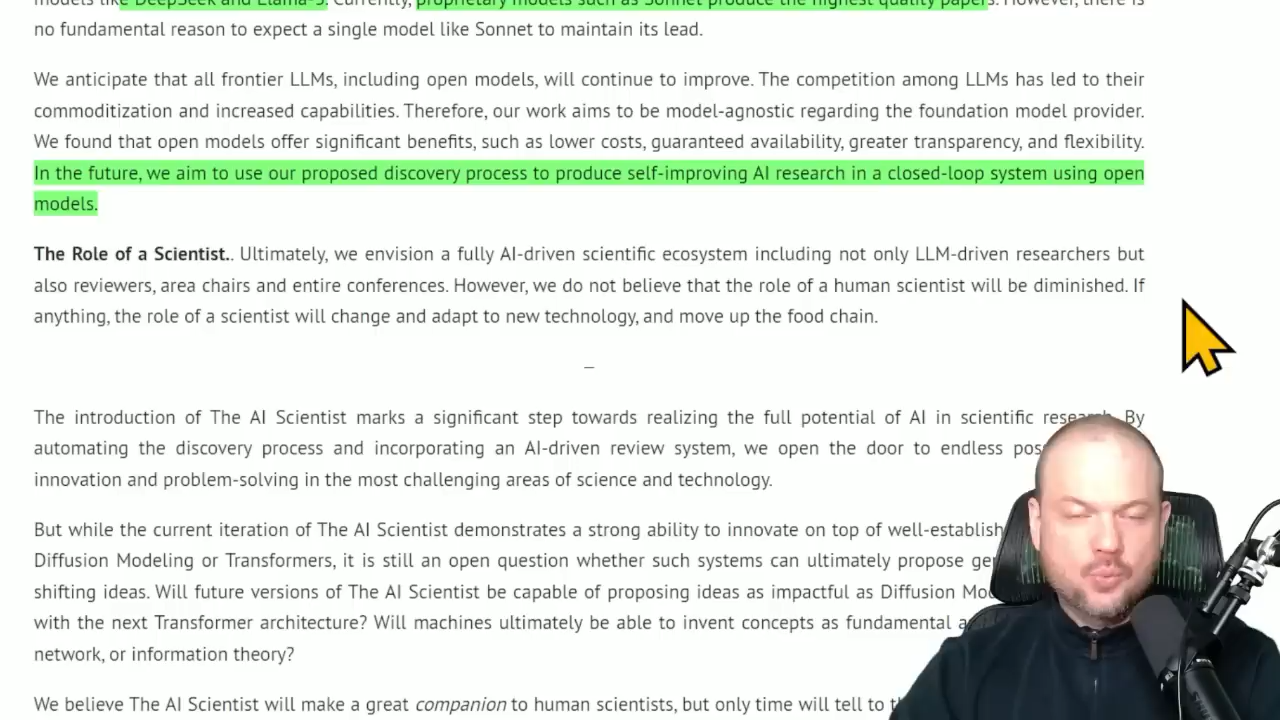 DeepSeek and Llama-3. Currently, proprietary models such as Sonnet produce the highest quality papers. However, there is
no fundamental reason to expect a single model like Sonnet to maintain its lead.
We anticipate that all frontier LLMs, including open models, will continue to improve. The competition among LLMs has led to their
commoditization and increased capabilities. Therefore, our work aims to be model-agnostic regarding the foundation model provider.
We found that open models offer significant benefits, such as lower costs, guaranteed availability, greater transparency, and flexibility.
In the future, we aim to use our proposed discovery process to produce self-improving AI research in a closed-loop system using open
models.
The Role of a Scientist.. Ultimately, we envision a fully AI-driven scientific ecosystem including not only LLM-driven researchers but
also reviewers, area chairs and entire conferences. However, we do not believe that the role of a human scientist will be diminished. If
anything, the role of a scientist will change and adapt to new technology, and move up the food chain.
—
The introduction of The AI Scientist marks a significant step towards realizing the full potential of AI in scientific research. By
automating the discovery process and incorporating an AI-driven review system, we open the door to endless
innovation and problem-solving in the most challenging areas of science and technology.
But while the current iteration of The AI Scientist demonstrates a strong ability to innovate on top of
Diffusion Modeling or Transformers, it is still an open question whether such systems can ultimately propose
shifting ideas. Will future versions of The AI Scientist be capable of proposing ideas as impactful as Diffusion
with the next Transformer architecture? Will machines ultimately be able to invent concepts as fundamental
network, or information theory?
We believe The AI Scientist will make a great companion to human scientists, but only time will tell to